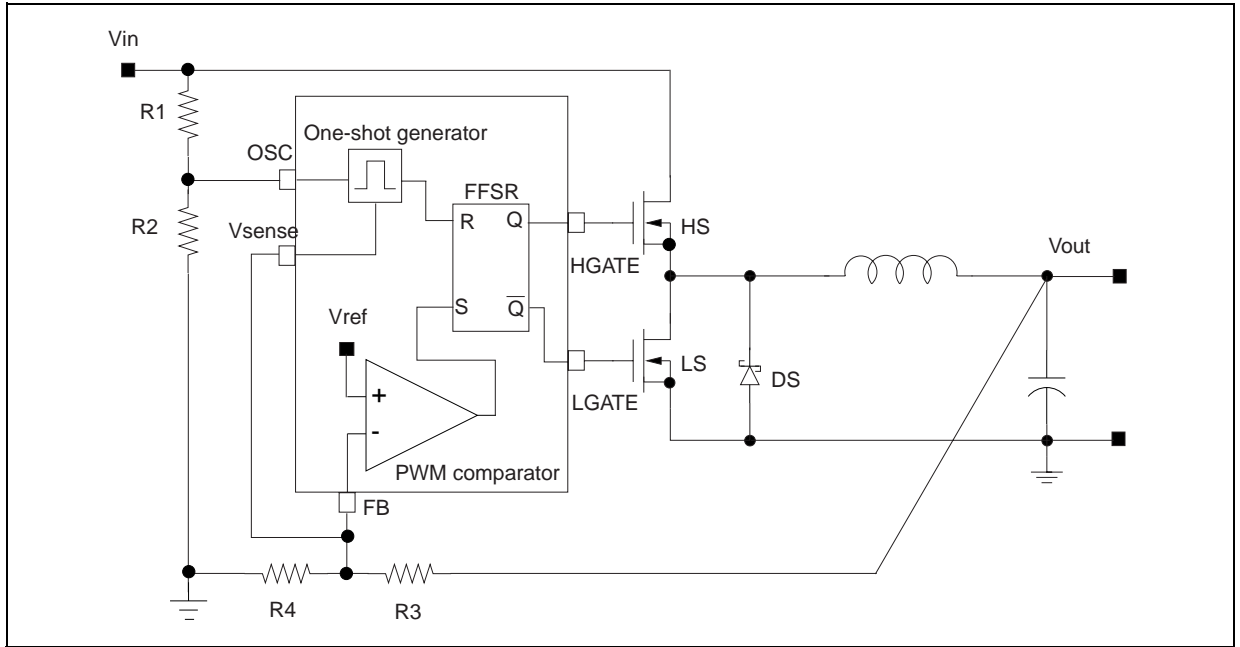 Vin
R1
One-shot generator
OSC
FFSR
R2
R Q
HS
Vsense
Vout
HGATE
S Q̅
Vref
LS
DS
+
LGATE
-
PWM comparator
FB
R4 R3